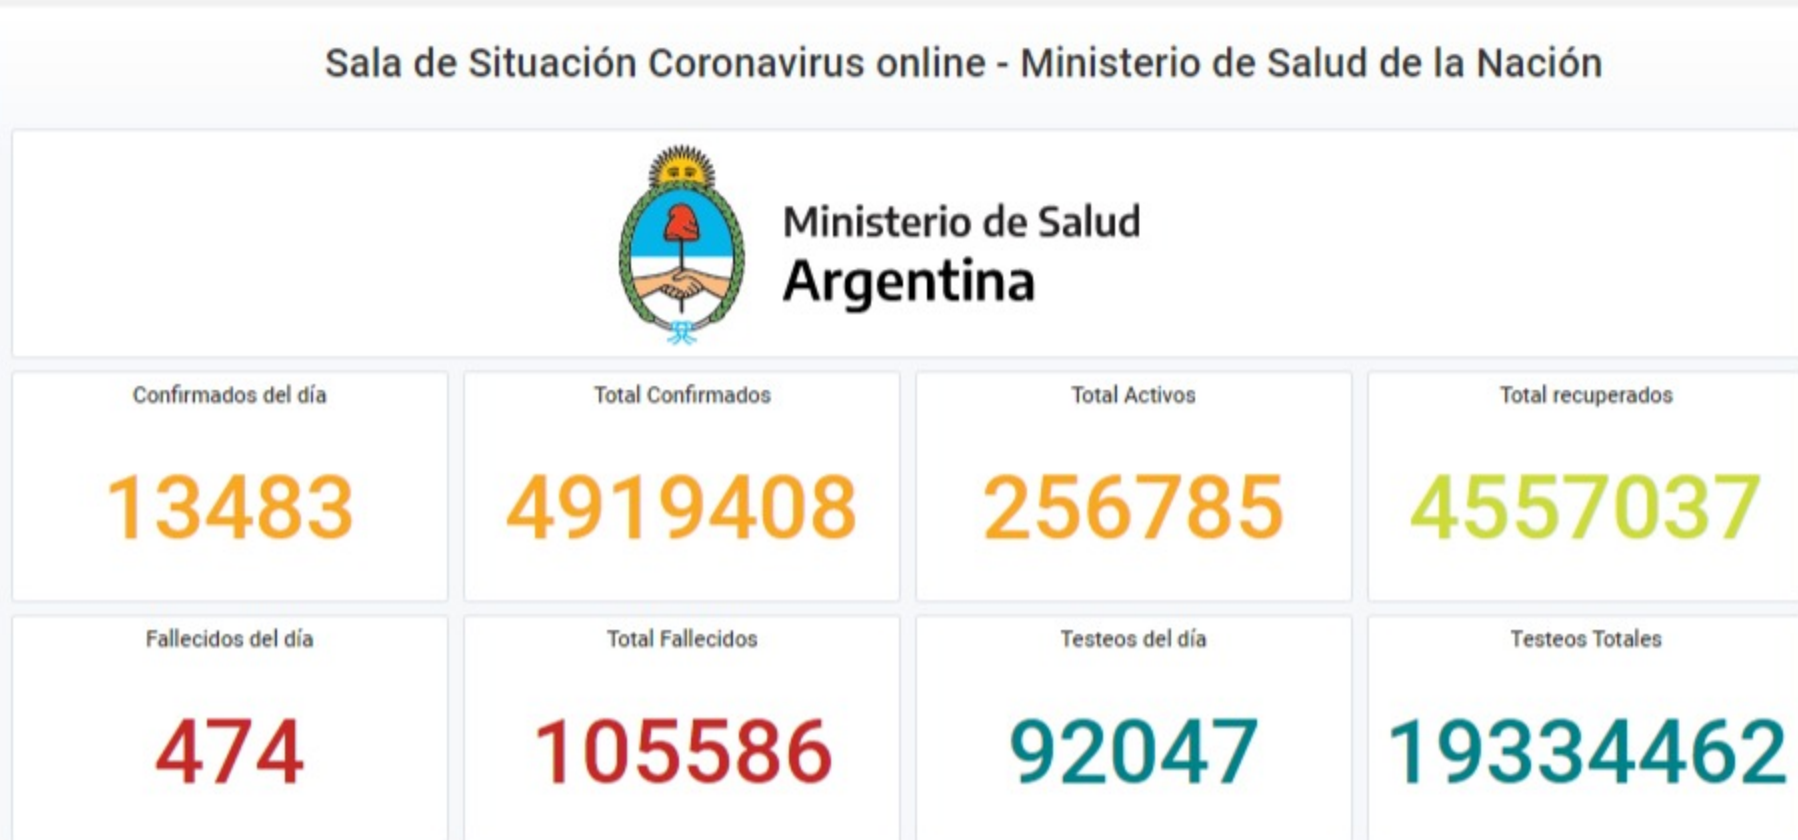 Sala de Situación Coronavirus online - Ministerio de Salud de la Nación
Ministerio de Salud
Argentina
Confirmados del día
13483
Total Confirmados
4919408
Total Activos
256785
Total recuperados
4557037
Fallecidos del día
474
Total Fallecidos
105586
Testeos del día
92047
Testeos Totales
19334462